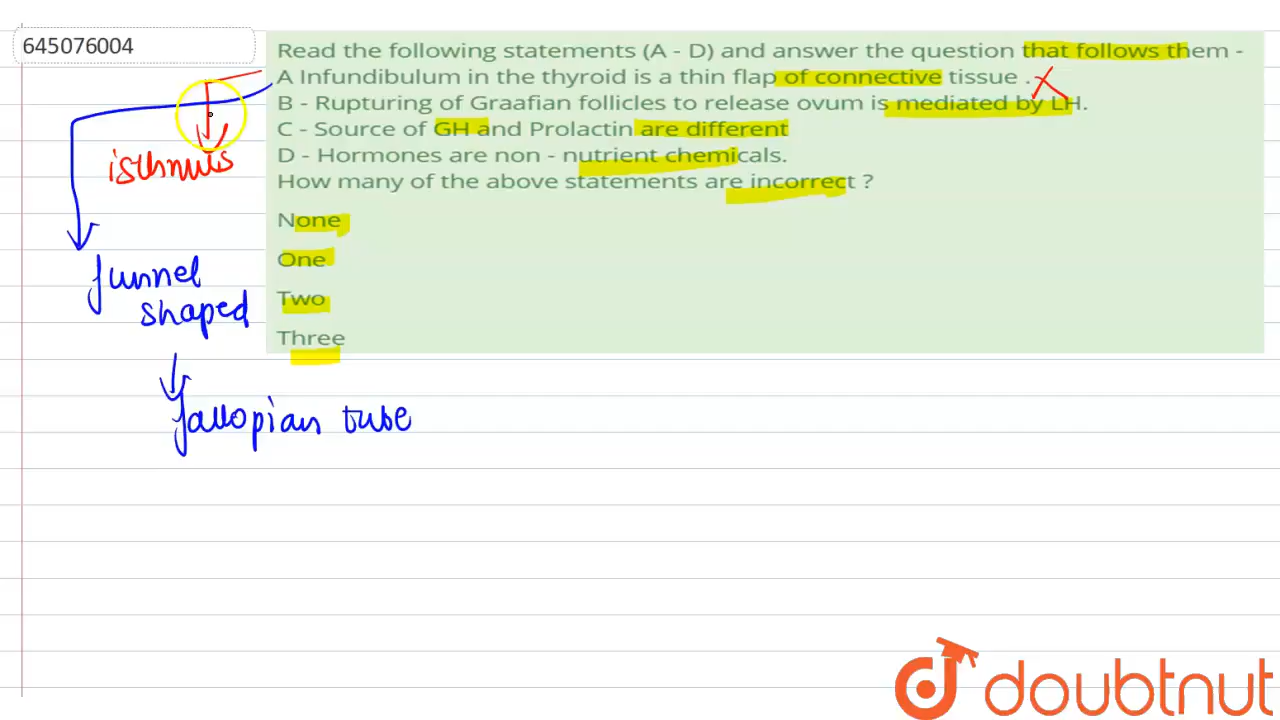 645076004
Read the following statements (A - D) and answer the question that follows them -
A Infundibulum in the thyroid is a thin flap of connective tissue .
B - Rupturing of Graafian follicles to release ovum is mediated by LH.
C - Source of GH and Prolactin are different
D - Hormones are non - nutrient chemicals.
How many of the above statements are incorrect ?
None
One
Two
Three
funnel
shaped
fallopian tube
doubtnut